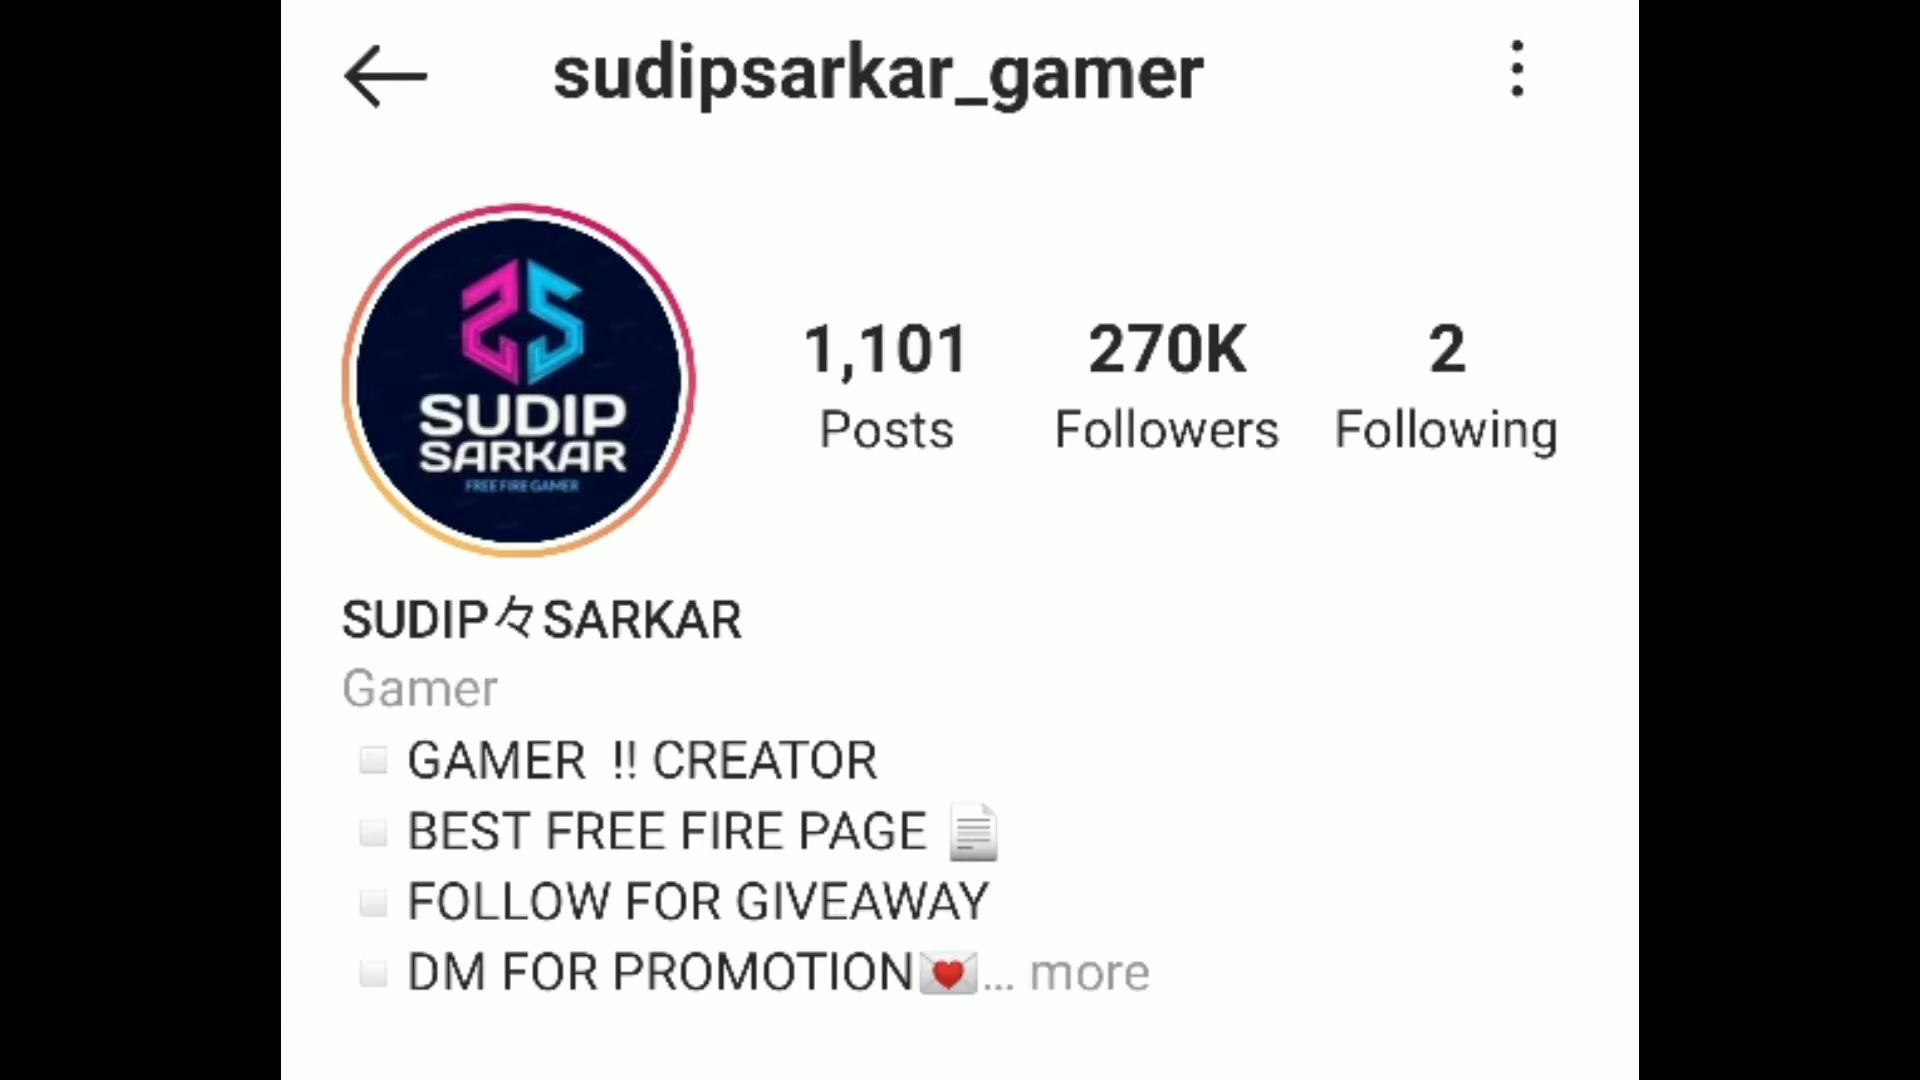 sudipsarkar_gamer
SUDIP
SARKAR
FREE FIRE GAMER
1,101 270K 2
Posts Followers Following
SUDIP々SARKAR
Gamer
◽GAMER !! CREATOR
◽BEST FREE FIRE PAGE 📄
◽FOLLOW FOR GIVEAWAY
◽DM FOR PROMOTION💌... more